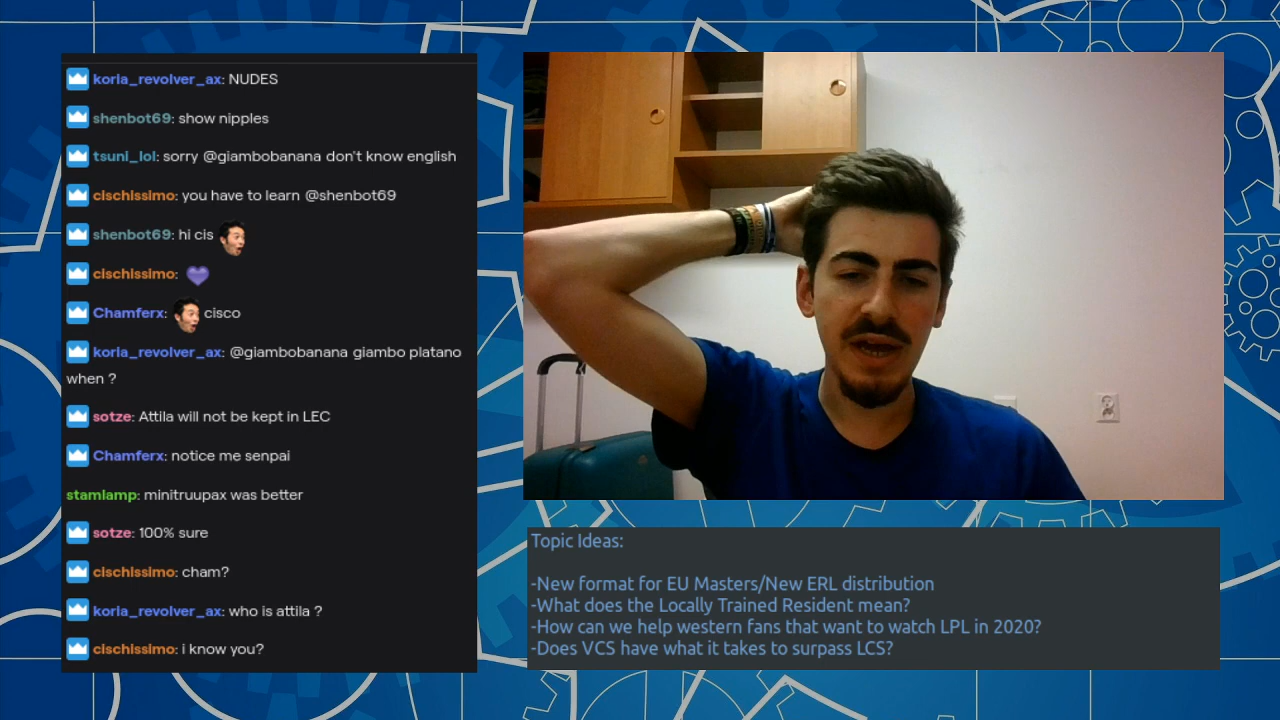 korla_revolver_ax: NUDES
shenbot69: show nipples
tsuni_lol: sorry @giambobanana don't know english
cischissimo: you have to learn @shenbot69
shenbot69: hi cis
cischissimo:
Chamferx: cisco
korla_revolver_ax: @giambobanana giambo platano
when ?
sotze: Attila will not be kept in LEC
Chamferx: notice me senpai
stamlamp: minitruupax was better
sotze: 100% sure
cischissimo: cham?
korla_revolver_ax: who is attila ?
cischissimo: i know you?
Topic Ideas:
-New format for EU Masters/New ERL distribution
-What does the Locally Trained Resident mean?
-How can we help western fans that want to watch LPL in 2020?
-Does VCS have what it takes to surpass LCS?